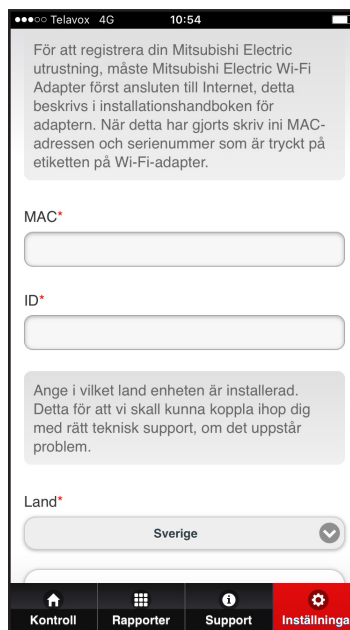 Telavox 4G 10:54
För att registrera din Mitsubishi Electric
utrustning, måste Mitsubishi Electric Wi-Fi
Adapter först ansluten till Internet, detta
beskrivs i installationshandboken för
adaptern. När detta har gjorts skriv ini MAC-
adressen och serienummer som är tryckt på
etiketten på Wi-Fi-adapter.
MAC*
ID*
Ange i vilket land enheten är installerad.
Detta för att vi skall kunna koppla ihop dig
med rätt teknisk support, om det uppstår
problem.
Land*
Sverige
Kontroll Rapporter Support Inställninga